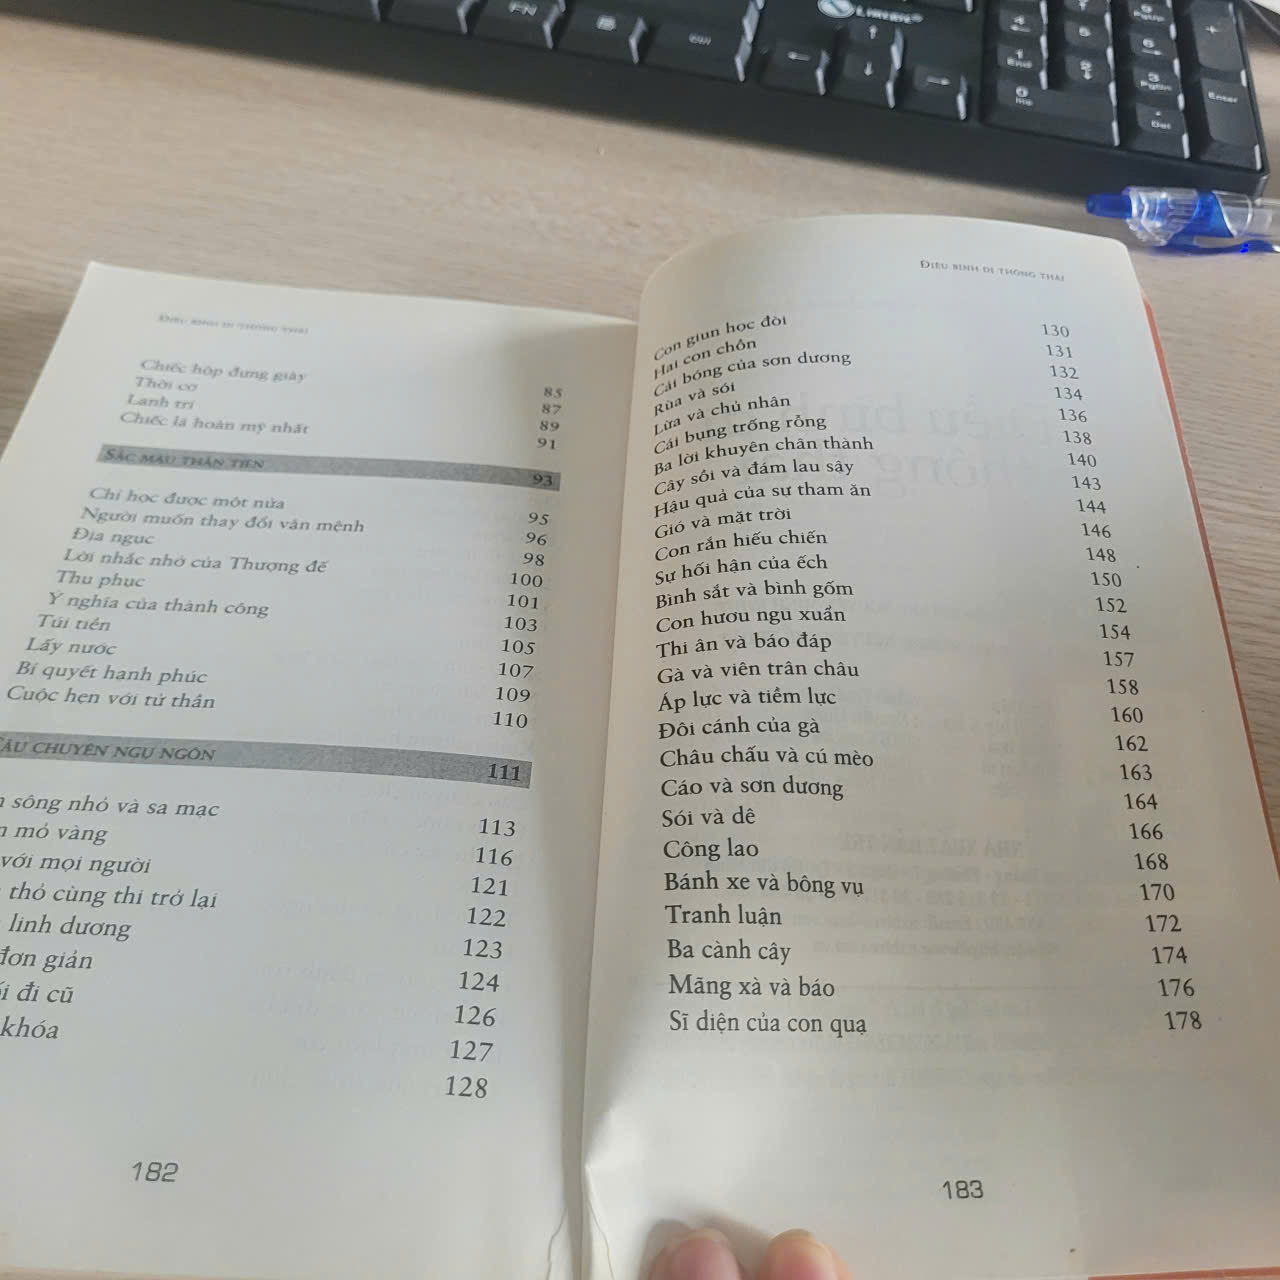 Điều bình dị thông thái
Chiếc hộp đựng giày 85
Thời cơ 87
Lanh trí 89
Chiếc lá hoàn mỹ nhất 91
Sắc màu thần tiên 93
Chỉ học được một nửa 95
Người muốn thay đổi vận mệnh 96
Địa ngục 98
Lời nhắc nhở của Thượng đế 100
Thu phục 101
Ý nghĩa của thành công 103
Túi tiền 105
Lấy nước 107
Bí quyết hạnh phúc 109
Cuộc hẹn với tử thần 110
CÂU CHUYỆN NGỤ NGÔN 111
sông nhỏ và sa mạc 113
mỏ vàng 116
với mọi người 121
thỏ cùng thi trở lại 122
linh dương 123
đơn giản 124
đi cũ 126
khóa 127
128
182
Điều bình dị thông thái
Con giun học đòi 130
Hai con chồn 131
Cái bóng của sơn dương 132
Rùa và sói 134
Lừa và chủ nhân 136
Cái bụng trống rỗng 138
Ba lời khuyên chân thành 140
Cây sồi và đám lau sậy 143
Hậu quả của sự tham ăn 144
Gió và mặt trời 146
Con rắn hiếu chiến 148
Sự hối hận của ếch 150
Bình sắt và bình gốm 152
Con hươu ngu xuẩn 154
Thi ân và báo đáp 157
Gà và viên trân châu 158
Áp lực và tiềm lực 160
Đôi cánh của gà 162
Châu chấu và cú mèo 163
Cáo và sơn dương 164
Sói và dê 166
Công lao 168
Bánh xe và bông vụ 170
Tranh luận 172
Ba cành cây 174
Mãng xà và báo 176
Sĩ diện của con quạ 178
183